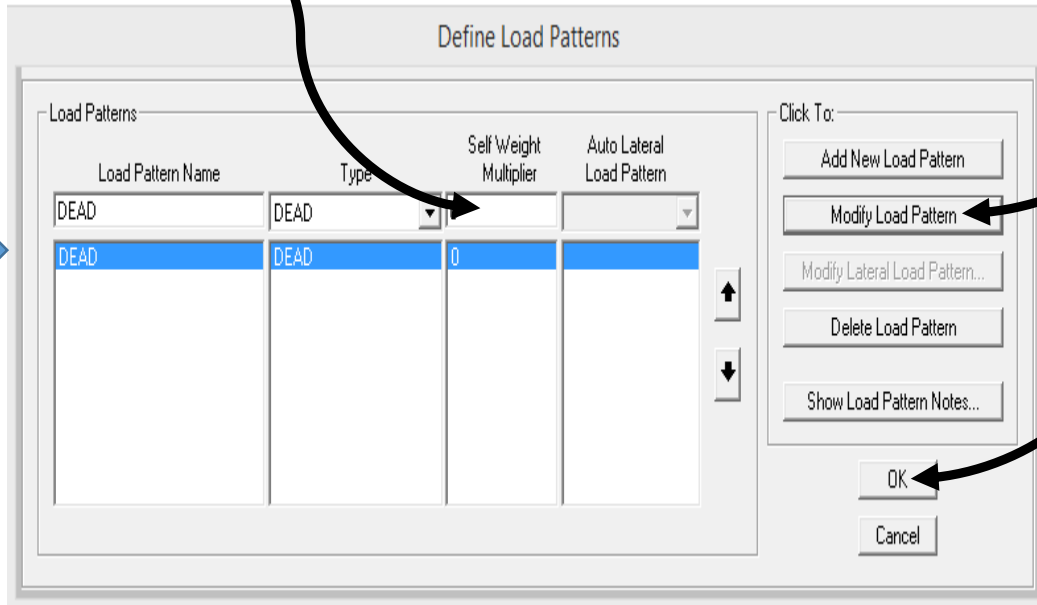 Define Load Patterns
Load Patterns
Click To:
Load Pattern Name
Type
Self Weight
Multiplier
Auto Lateral
Load Pattern
DEAD
DEAD
DEAD
DEAD
0
Add New Load Pattern
Modify Load Pattern
Modify Lateral Load Pattern...
Delete Load Pattern
Show Load Pattern Notes...
OK
Cancel